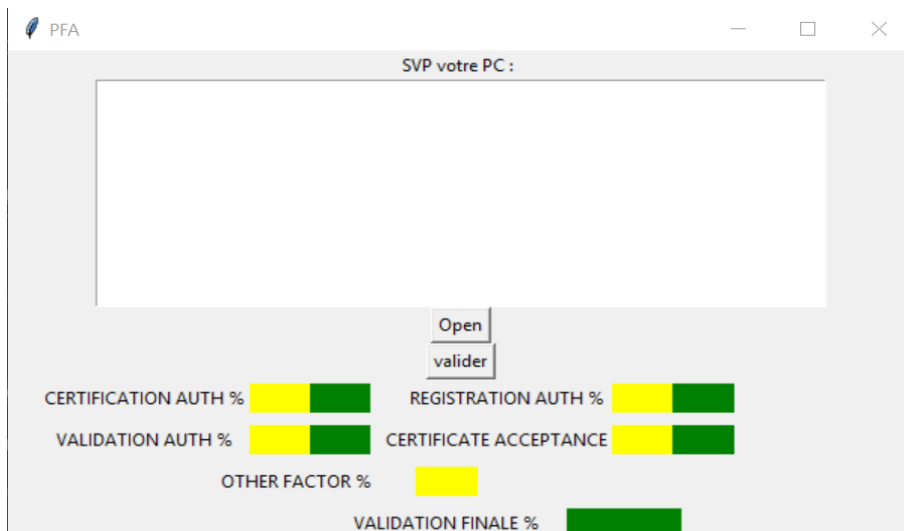 PFA
SVP votre PC :
Open
valider
CERTIFICATION AUTH % REGISTRATION AUTH %
VALIDATION AUTH % CERTIFICATE ACCEPTANCE
OTHER FACTOR %
VALIDATION FINALE %